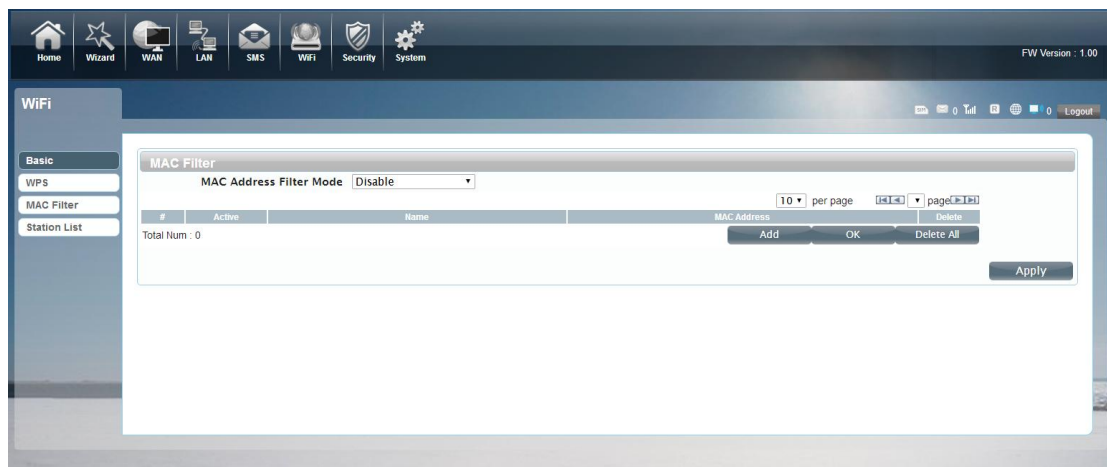 Home Wizard WAN LAN SMS WiFi Security System
FW Version : 1.00
WiFi
0 R 0 Logout
Basic
WPS
MAC Filter
Station List
MAC Filter
MAC Address Filter Mode Disable
10 per page page
# Active Name MAC Address Delete
Total Num : 0 Add OK Delete All
Apply